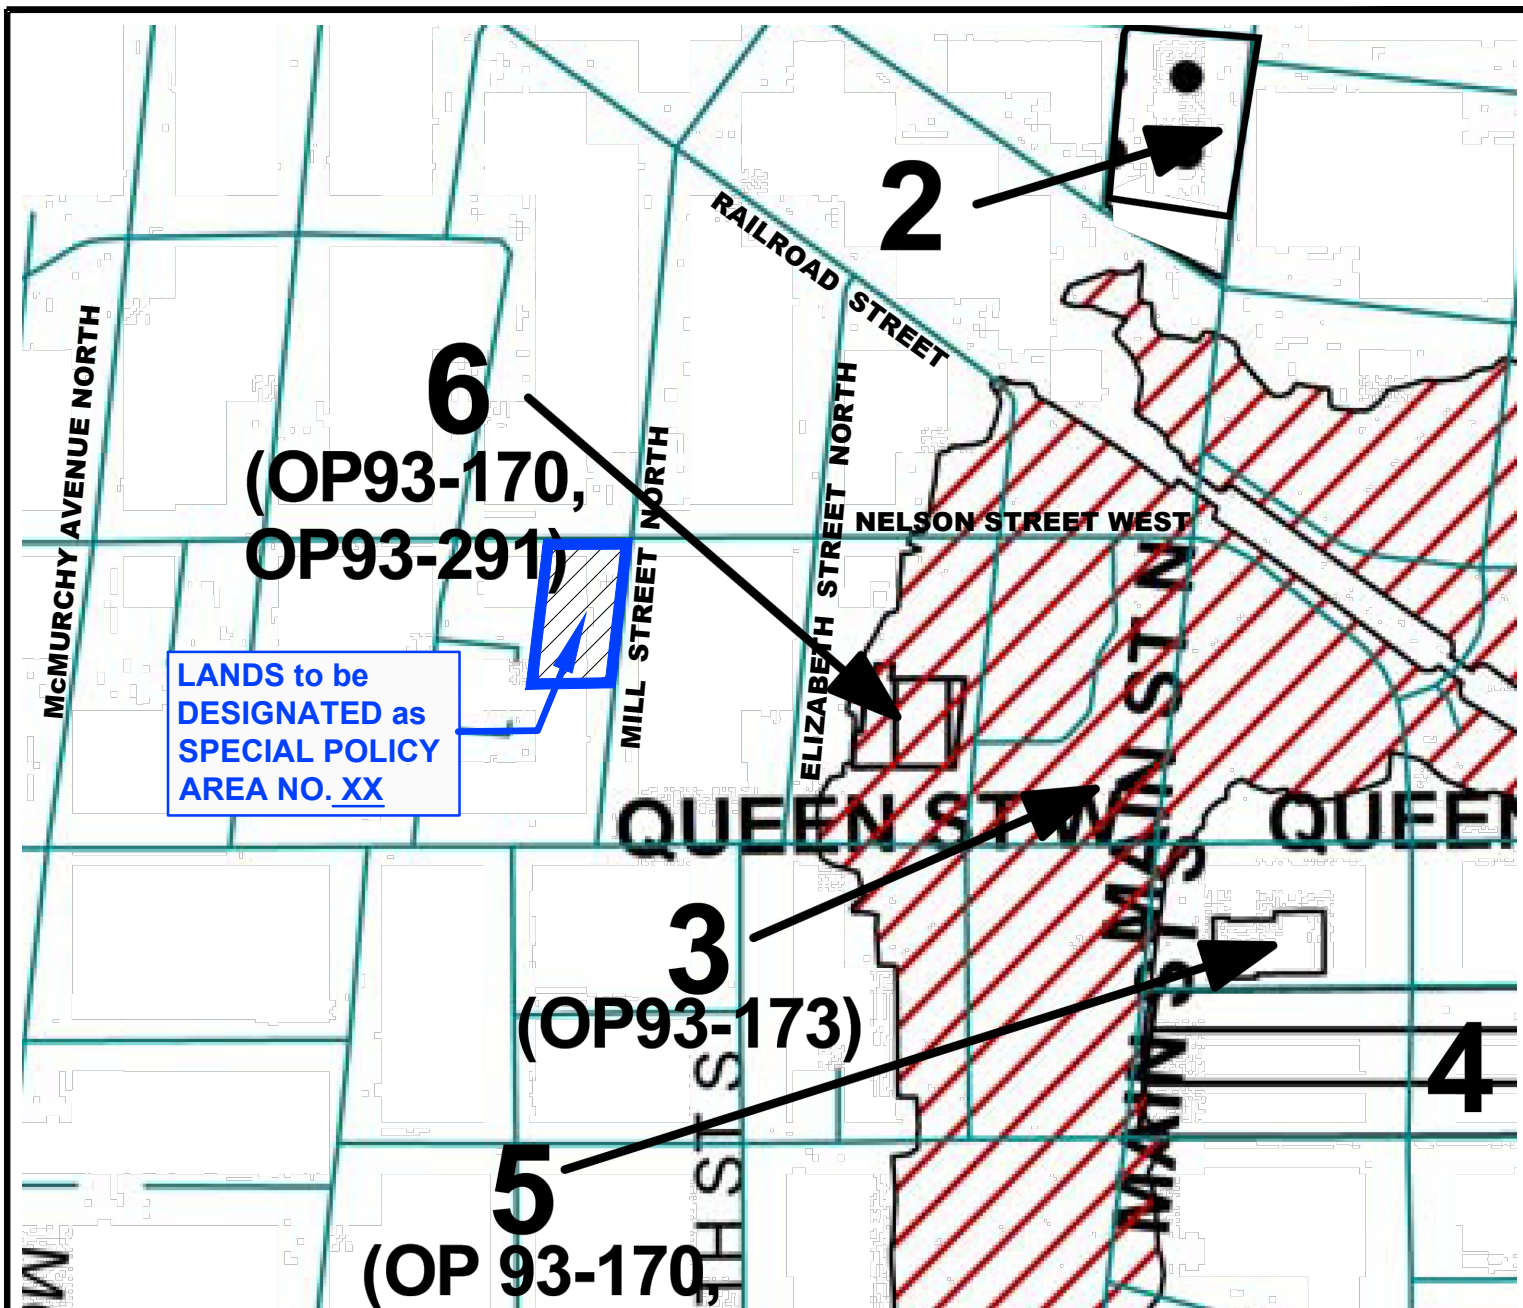 2
RAILROAD STREET
McMURCHY AVENUE NORTH
6
(OP93-170,
OP93-291)
MILL STREET NORTH
ELIZABETH STREET NORTH
NELSON STREET WEST
LANDS to be
DESIGNATED as
SPECIAL POLICY
AREA NO. XX
QUEEN ST W
QUEEN
MAIN ST N
3
(OP93-173)
MAIN ST S
4
5
(OP 93-170,
TH ST S
M